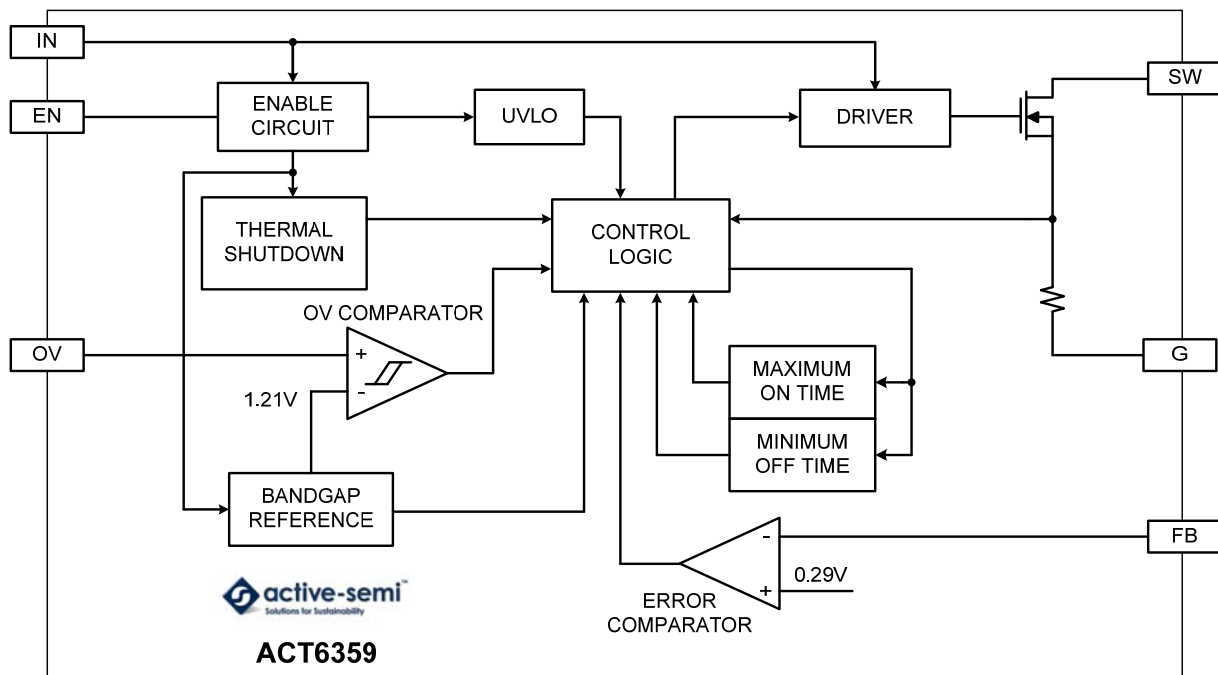 IN
SW
EN
ENABLE
CIRCUIT
UVLO
DRIVER
THERMAL
SHUTDOWN
CONTROL
LOGIC
OV COMPARATOR
OV
+
-
1.21V
MAXIMUM
ON TIME
MINIMUM
OFF TIME
G
BANDGAP
REFERENCE
-
+
0.29V
FB
ERROR
COMPARATOR
active-semi™
Solutions for Sustainability
ACT6359